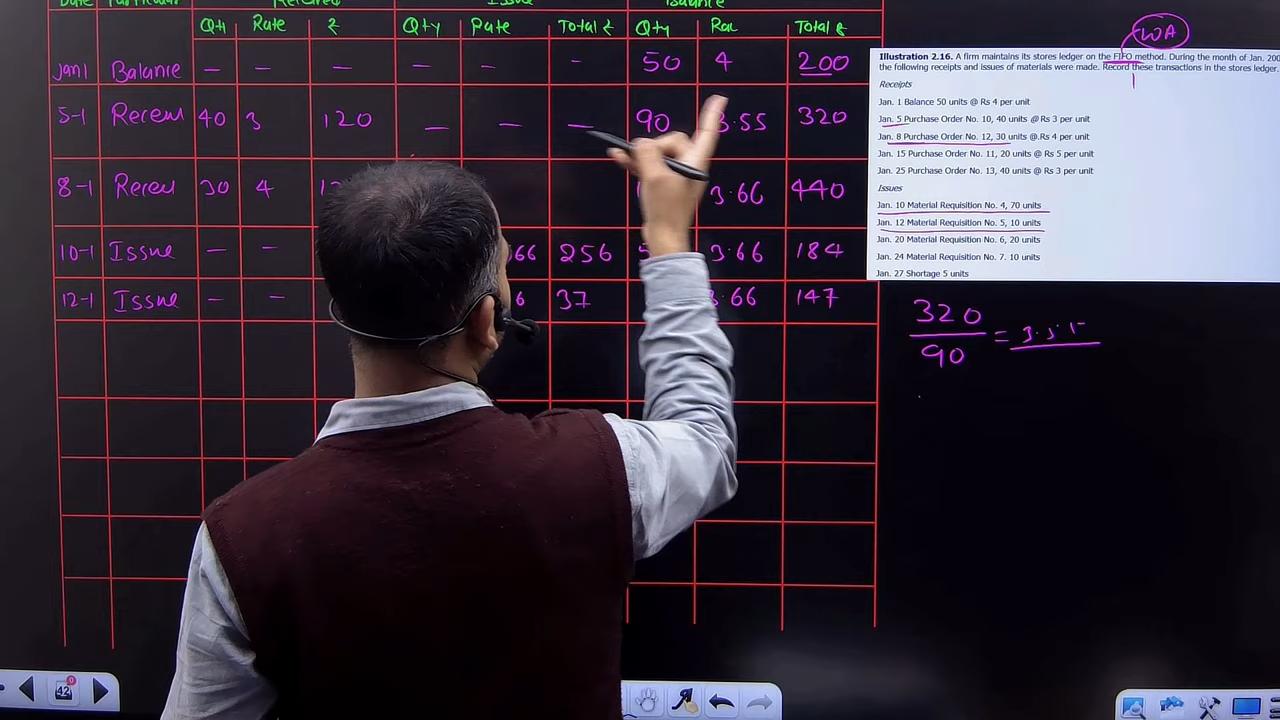 Date Particular Received Issue Balance
Qty Rate ₹ Qty Rate Total ₹ Qty Total ₹
Jan 1 Balance — — — — — - 50 4 200
5-1 40 3 120 — — — 90 3.55 320
8-1 30 4 3.66 440
10-1 Issue — — 256 3.66 184
12-1 Issue — — 37 3.66 147
WA
Illustration 2.16. A firm maintains its stores ledger on the FIFO method. During the month of Jan. 200
the following receipts and issues of materials were made. Record these transactions in the stores ledger.
Receipts
Jan. 1 Balance 50 units @ Rs 4 per unit
Jan. 5 Purchase Order No. 10, 40 units @ Rs 3 per unit
Jan. 8 Purchase Order No. 12, 30 units @.Rs 4 per unit
Jan. 15 Purchase Order No. 11, 20 units @ Rs 5 per unit
Jan. 25 Purchase Order No. 13, 40 units @ Rs 3 per unit
Issues
Jan. 10 Material Requisition No. 4, 70 units
Jan. 12 Material Requisition No. 5, 10 units
Jan. 20 Material Requisition No. 6, 20 units
Jan. 24 Material Requisition No. 7. 10 units
Jan. 27 Shortage 5 units
320
90 =
42